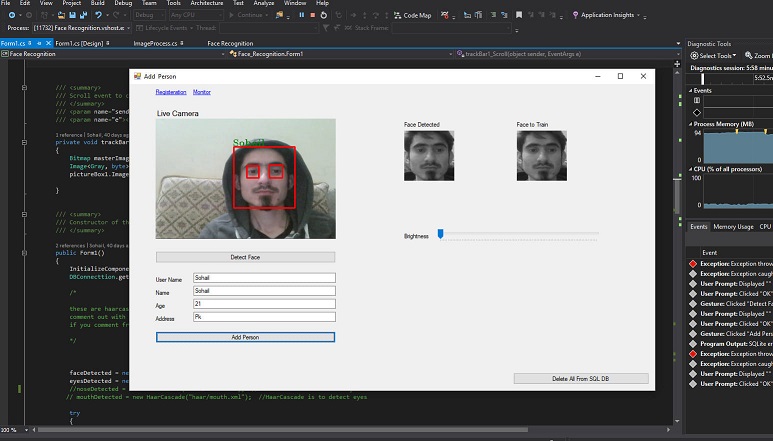 File Edit View Project Build Debug Team Tools Architecture Test Analyze Window Help
Debug Any CPU Continue Code Map Application Insights
Process: [11732] Face Recognition.vshost.e Lifecycle Events Thread: Stack Frame:
Form1.cs Form1.cs [Design] ImageProcess.cs Face Recognition
Face Recognition Face_Recognition.Form1 trackBar1_Scroll(object sender, EventArgs e)
/// <summary>
/// Scroll event to c
/// </summary>
/// <param name="send
/// <param name="e"><
1 reference | Sohail, 40 days ag
private void trackBar
{
Bitmap masterImag
Image<Gray, byte>
pictureBox1.Image
}
/// <summary>
/// Constructor of th
/// </summary>
2 references | Sohail, 40 days ag
public Form1()
{
InitializeCompone
DBConnecttion.get
/*
these are haarcas
comment out with
if you comment fr
*/
faceDetected = new
eyesDetected = new
//noseDetected =
// mouthDetected = new HaarCascade("haar/mouth.xml"); //HaarCascade is to detect eyes
try
{
100 %
Add Person
Registeration Monitor
Live Camera
Sohail
Detect Face
User Name Sohail
Name Sohail
Age 21
Address Pk
Add Person
Face Detected Face to Train
Brightness
Delete All From SQL DB
Diagnostic Tools
Select Tools Zoom
Diagnostics session: 5:58 minu
5:52.5m
Events
Process Memory (MB)
94
0
CPU (% of all processors)
100
0
Events Memory Usage CPU
Event
Exception: Exception throw
Exception: Exception caugh
User Prompt: Displayed ""
User Prompt: Clicked "OK"
Gesture: Clicked "Detect Fa
User Prompt: Displayed ""
User Prompt: Clicked "OK"
Gesture: Clicked "Add Perso
Program Output: SQLite er
Exception: Exception throw
Exception: Exception caugh
User Prompt: Displayed ""
User Prompt: Clicked "OK"